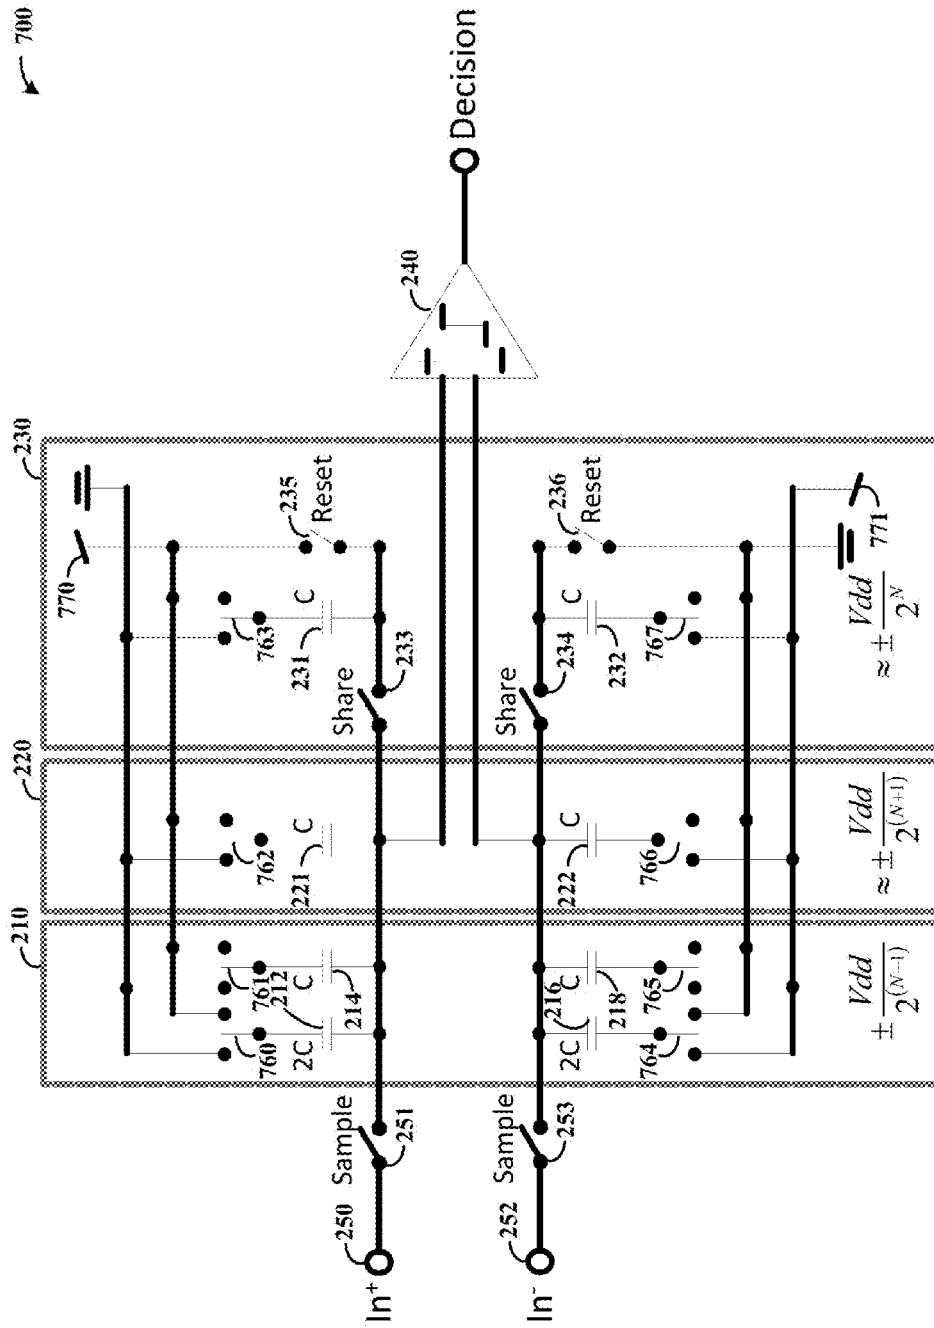 700
230
770
235
Reset
763
C
231
Share
233
240
Decision
236
Reset
C
767
234
232
Share
771
≈ ± Vdd / 2^N
220
762
C
221
C
222
766
≈ ± Vdd / 2^(N+1)
210
761
212
C
214
760
2C
216
C
218
765
2C
764
± Vdd / 2^(N−1)
Sample
251
250
In+
Sample
253
252
In-